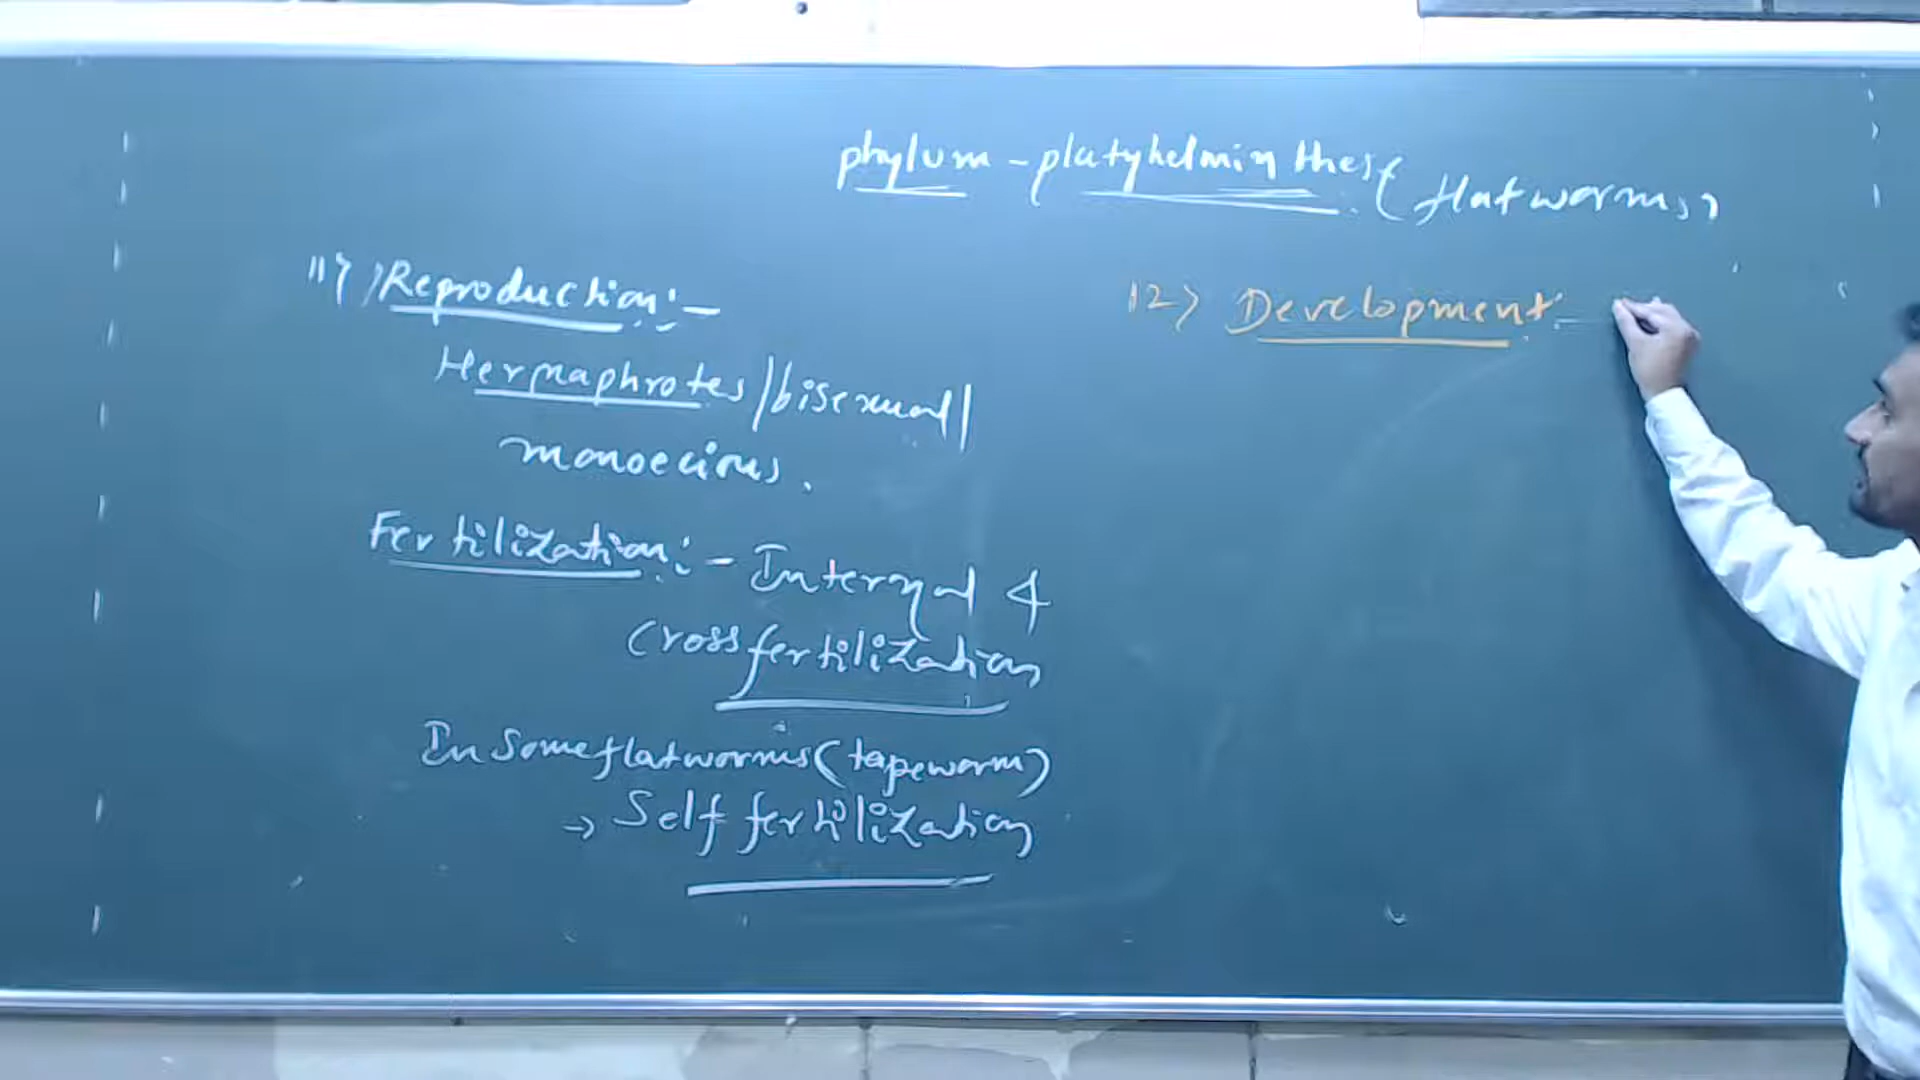 phylum - platyhelminthes (flatworms)
11) Reproduction :-
Hermaphrotes / bisexual /
monoecious.
Fertilization :- Internal &
Cross fertilization
In Some flatworms (tapeworm)
→ Self fertilization
12) Development :-